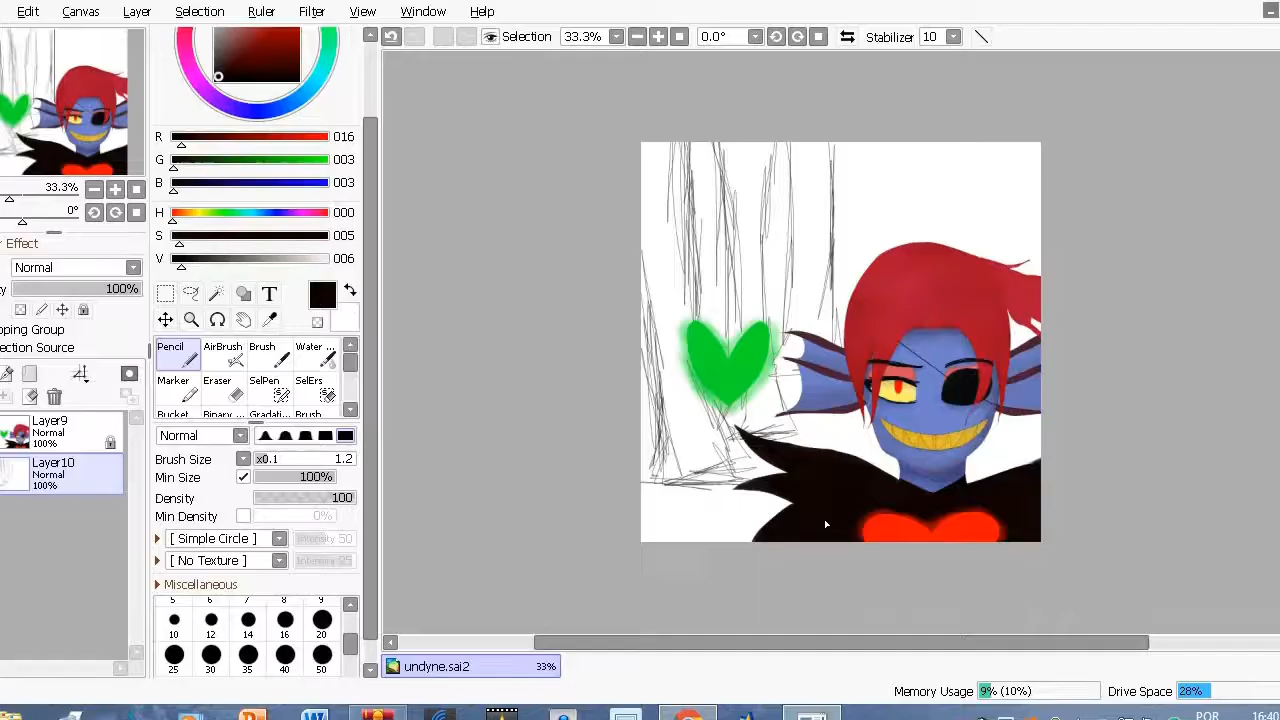 Edit Canvas Layer Selection Ruler Filter View Window Help
Selection 33.3% 0.0° Stabilizer 10
R 016
G 003
B 003
H 000
S 005
V 006
33.3%
0°
Effect
Normal
100%
pping Group
ection Source
T
Pencil AirBrush Brush Water ...
Marker Eraser SelPen SelErs
Bucket Binary ... Gradati... Brush
Layer9
Normal
100%
Layer10
Normal
100%
Normal
Brush Size x0.1 1.2
Min Size 100%
Density 100
Min Density 0%
[ Simple Circle ] Intensity 50
[ No Texture ]
Miscellaneous
5 6 7 8 9
10 12 14 16 20
25 30 35 40 50
undyne.sai2 33%
Memory Usage 9% (10%) Drive Space 28%
POR 16:40